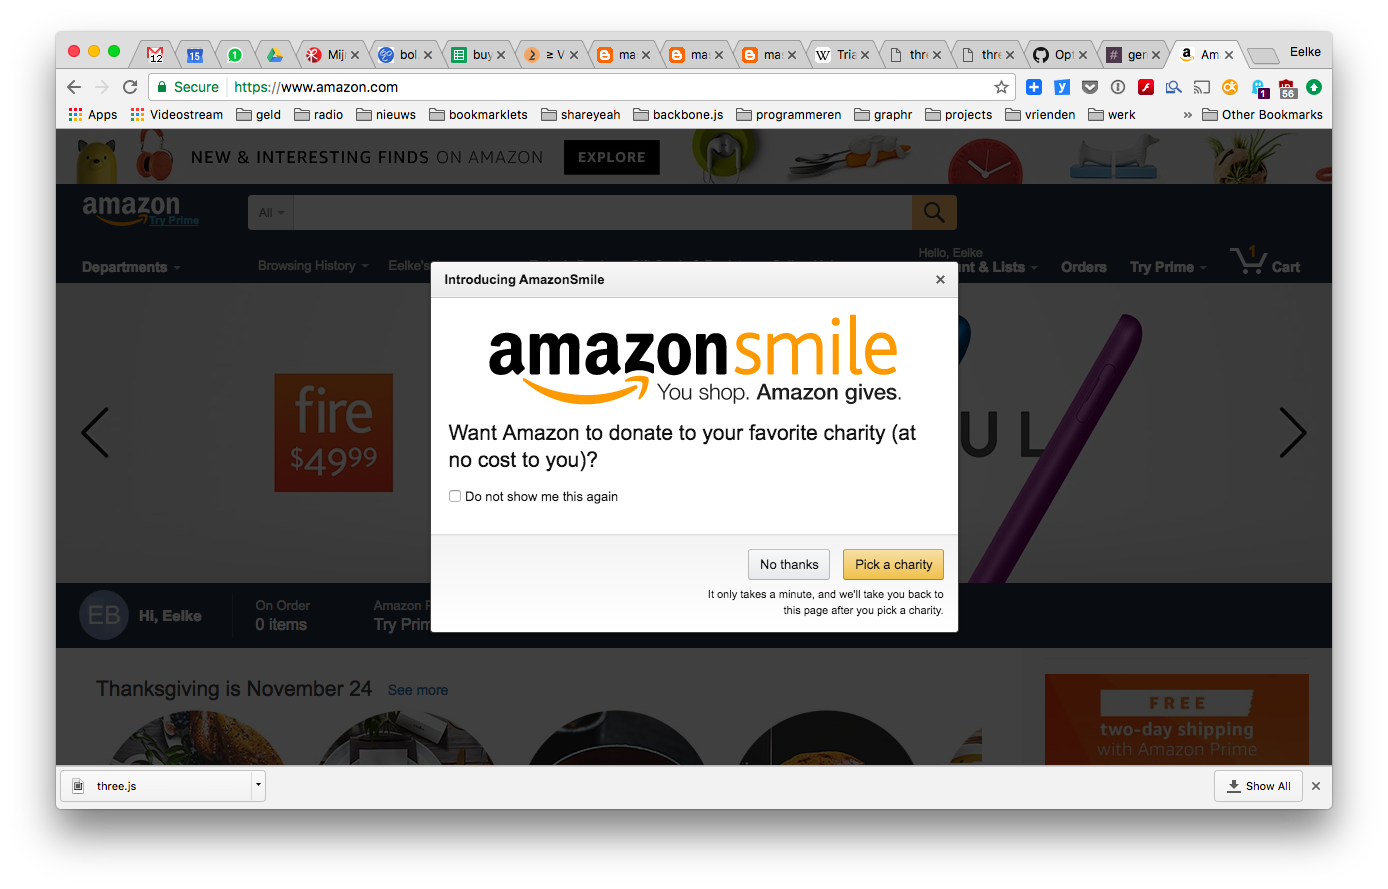 12
15
1
Mij
bol
buy
≥ V
ma
ma
ma
Tria
thre
thre
Opt
ger
Am
Eelke
Secure
https://www.amazon.com
1
56
Apps
Videostream
geld
radio
nieuws
bookmarklets
shareyeah
backbone.js
programmeren
graphr
projects
vrienden
werk
»
Other Bookmarks
NEW & INTERESTING FINDS ON AMAZON
EXPLORE
amazon
Try Prime
All
Departments
Browsing History
Eelke's
Hello, Eelke
nt & Lists
Orders
Try Prime
1
Cart
Introducing AmazonSmile
amazonsmile
You shop. Amazon gives.
Want Amazon to donate to your favorite charity (at
no cost to you)?
Do not show me this again
No thanks
Pick a charity
It only takes a minute, and we'll take you back to
this page after you pick a charity.
fire
$49.99
UL
EB
Hi, Eelke
On Order
0 items
Amazon P
Try Prim
Thanksgiving is November 24
See more
FREE
two-day shipping
with Amazon Prime
three.js
Show All